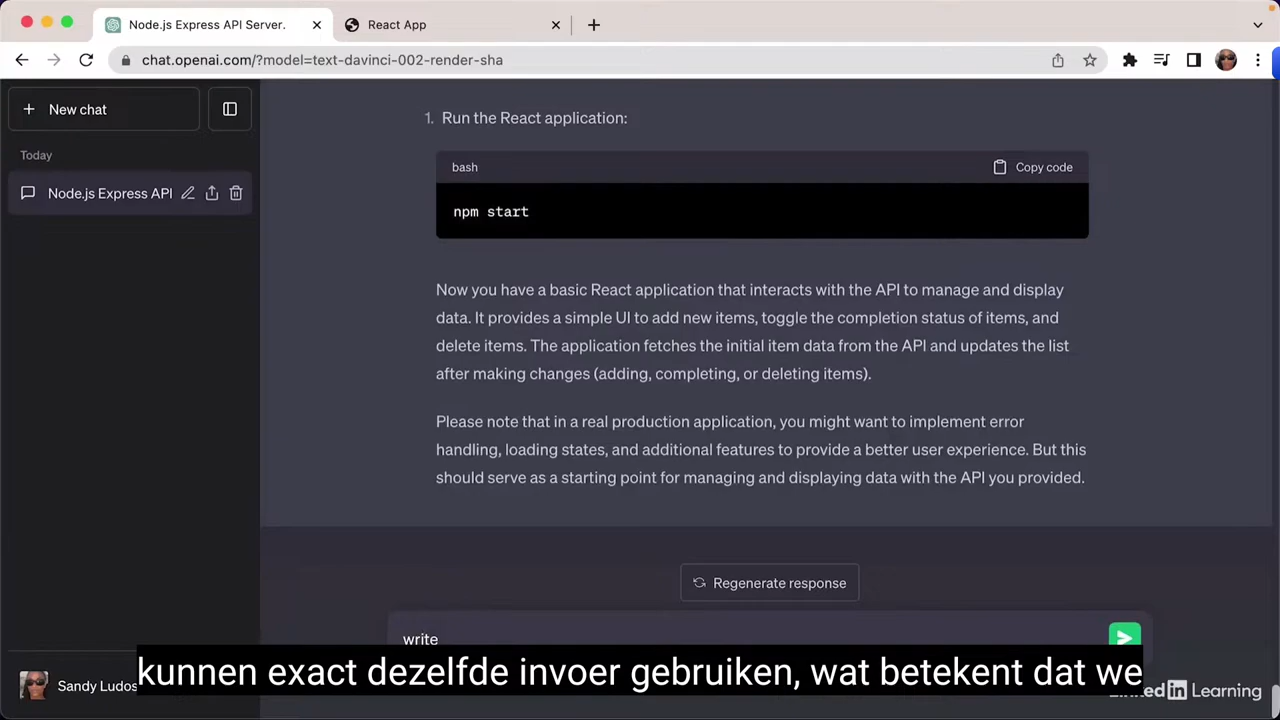 Node.js Express API Server.
React App
chat.openai.com/?model=text-davinci-002-render-sha
New chat
Today
Node.js Express API
1. Run the React application:
bash
Copy code
npm start
Now you have a basic React application that interacts with the API to manage and display
data. It provides a simple UI to add new items, toggle the completion status of items, and
delete items. The application fetches the initial item data from the API and updates the list
after making changes (adding, completing, or deleting items).
Please note that in a real production application, you might want to implement error
handling, loading states, and additional features to provide a better user experience. But this
should serve as a starting point for managing and displaying data with the API you provided.
Regenerate response
write
kunnen exact dezelfde invoer gebruiken, wat betekent dat we
Sandy Ludos
Linked in Learning